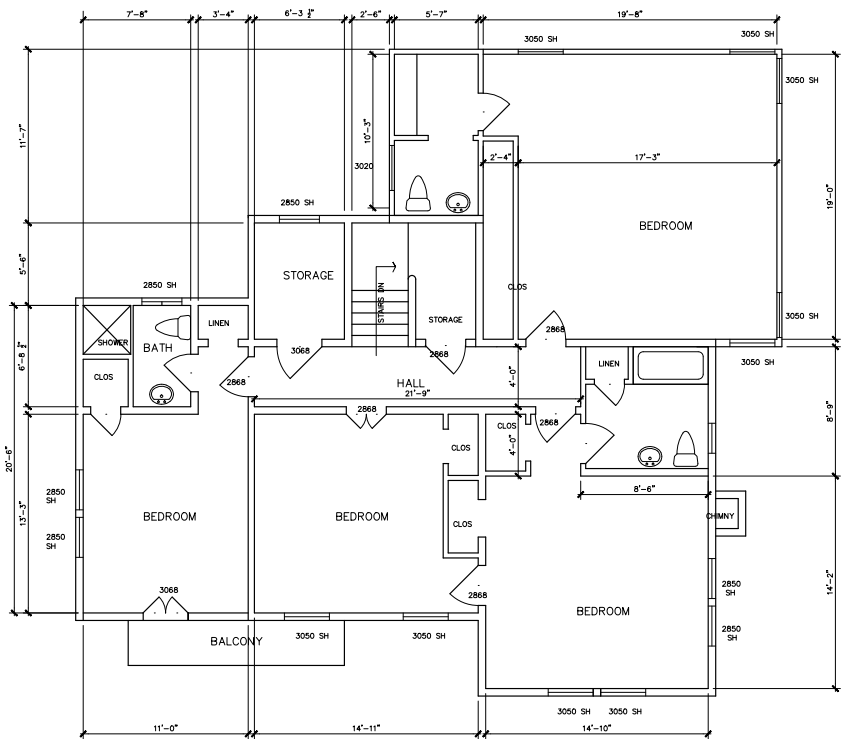 7'-8"
3'-4"
6'-3 ½"
2'-6"
5'-7"
19'-8"
3050 SH
3050 SH
3050 SH
11'-7"
10'-3"
3020
2'-4"
17'-3"
19'-0"
2850 SH
BEDROOM
5'-6"
STORAGE
STAIRS DN
CLOS
2850 SH
LINEN
STORAGE
3050 SH
2868
6'-8 ½"
SHOWER
BATH
3068
2868
3050 SH
CLOS
2868
HALL
21'-9"
4'-0"
LINEN
8'-9"
2868
2868
CLOS
4'-0"
CLOS
20'-6"
13'-3"
2850
SH
2850
SH
BEDROOM
BEDROOM
CLOS
8'-6"
CHIMNY
14'-2"
3068
2868
BEDROOM
2850
SH
2850
SH
BALCONY
3050 SH
3050 SH
3050 SH
3050 SH
11'-0"
14'-11"
14'-10"